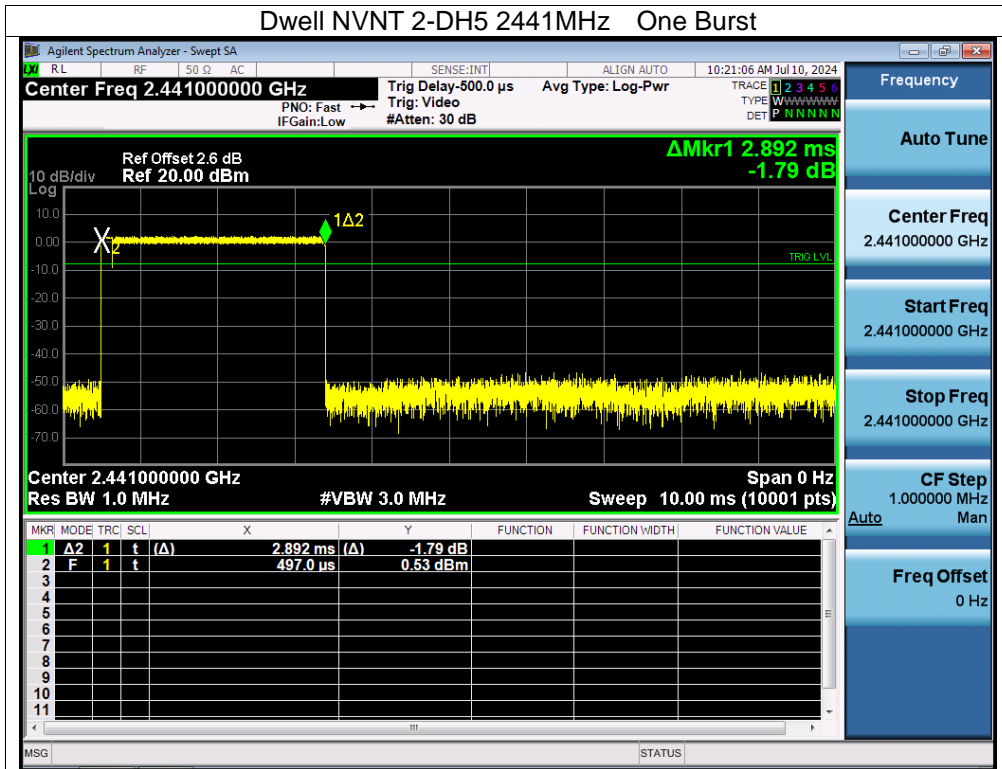 Dwell NVNT 2-DH5 2441MHz One Burst
Agilent Spectrum Analyzer - Swept SA
LXI RL RF 50 Ω AC SENSE:INT ALIGN AUTO 10:21:06 AM Jul 10, 2024
Center Freq 2.441000000 GHz
PNO: Fast
IFGain:Low
Trig Delay-500.0 µs
Trig: Video
#Atten: 30 dB
Avg Type: Log-Pwr
TRACE 1 2 3 4 5 6
TYPE WWWWWW
DET P N N N N N
Frequency
Auto Tune
Center Freq
2.441000000 GHz
Start Freq
2.441000000 GHz
Stop Freq
2.441000000 GHz
CF Step
1.000000 MHz
Auto Man
Freq Offset
0 Hz
ΔMkr1 2.892 ms
-1.79 dB
Ref Offset 2.6 dB
10 dB/div Ref 20.00 dBm
Log
10.0
0.00
-10.0
-20.0
-30.0
-40.0
-50.0
-60.0
-70.0
1Δ2
2
TRIG LVL
Center 2.441000000 GHz Span 0 Hz
Res BW 1.0 MHz #VBW 3.0 MHz Sweep 10.00 ms (10001 pts)
MKR MODE TRC SCL X Y FUNCTION FUNCTION WIDTH FUNCTION VALUE
1 Δ2 1 t (Δ) 2.892 ms (Δ) -1.79 dB
2 F 1 t 497.0 µs 0.53 dBm
3
4
5
6
7
8
9
10
11
MSG STATUS